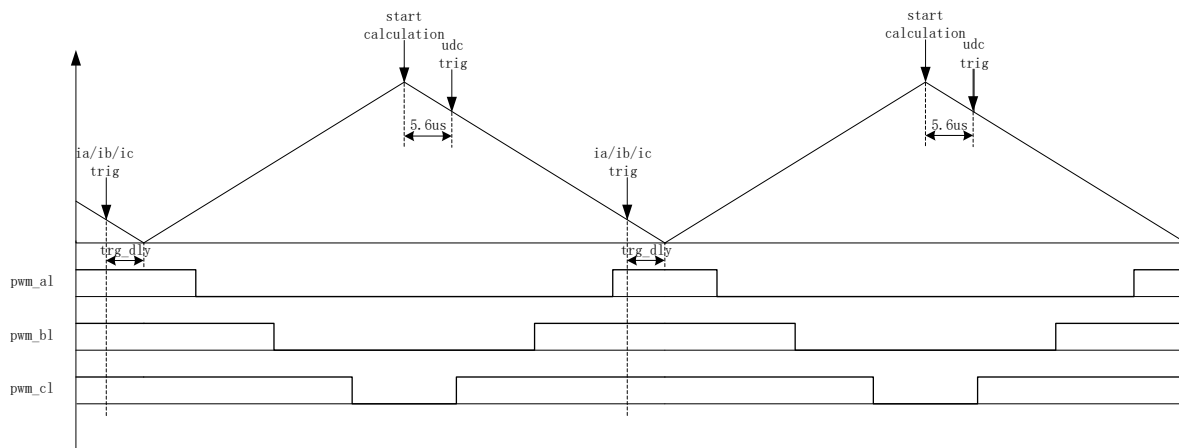 start
calculation
udc
trig
start
calculation
udc
trig
5.6us
5.6us
ia/ib/ic
trig
ia/ib/ic
trig
trg_dly
trg_dly
pwm_al
pwm_bl
pwm_cl